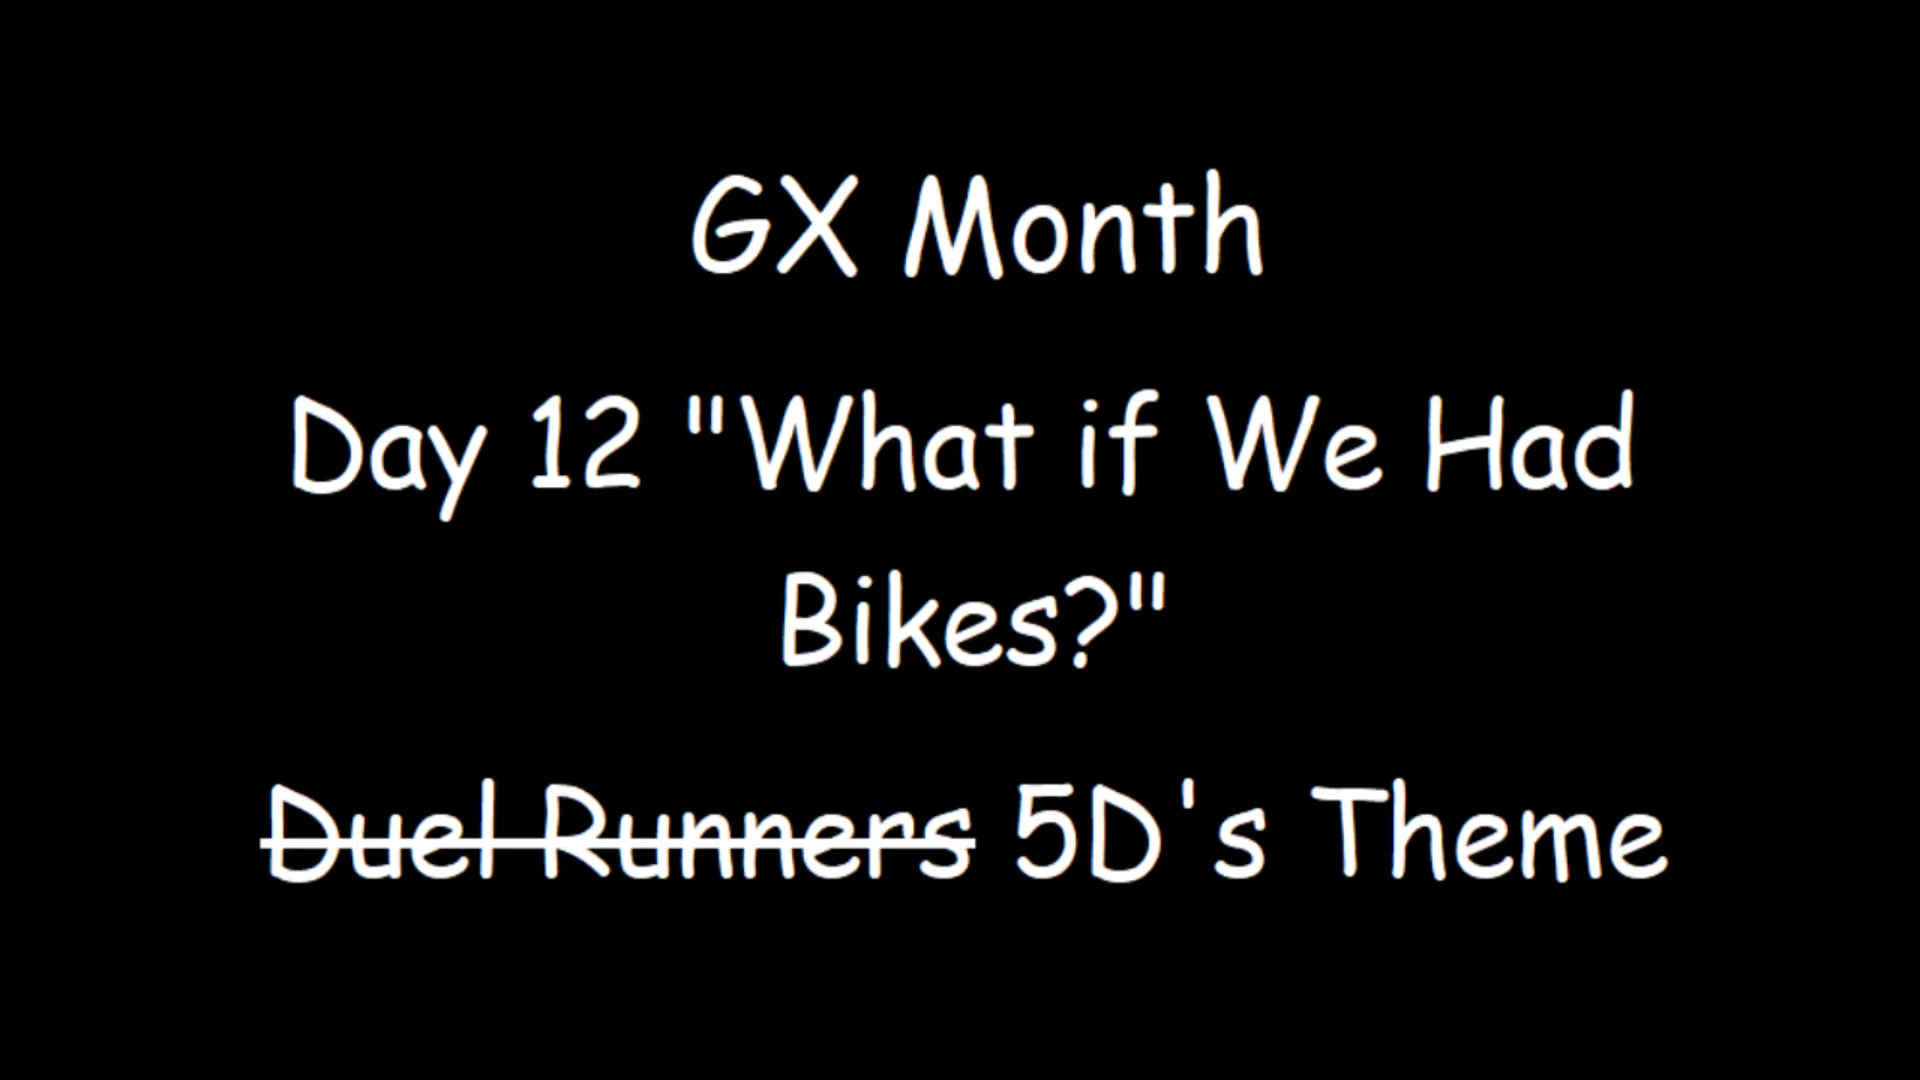 GX Month
Day 12 "What if We Had
Bikes?"
Duel Runners 5D's Theme